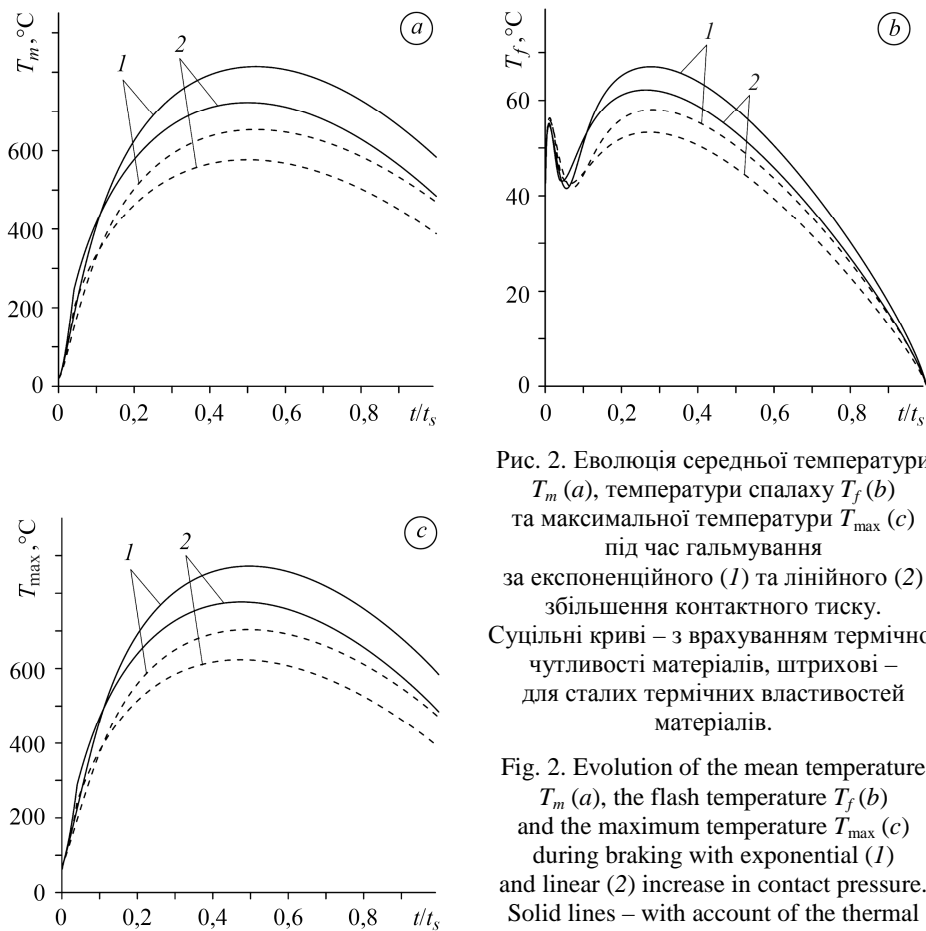 T_m, °C
a
1
2
600
400
200
0
0
0,2
0,4
0,6
0,8
t/t_s
T_f, °C
b
1
2
60
40
20
0
0
0,2
0,4
0,6
0,8
t/t_s
T_max, °C
c
1
2
600
400
200
0
0
0,2
0,4
0,6
0,8
t/t_s
Рис. 2. Еволюція середньої температури
T_m (a), температури спалаху T_f (b)
та максимальної температури T_max (c)
під час гальмування
за експоненційного (1) та лінійного (2)
збільшення контактного тиску.
Суцільні криві – з врахуванням термічно
чутливості матеріалів, штрихові –
для сталих термічних властивостей
матеріалів.
Fig. 2. Evolution of the mean temperature
T_m (a), the flash temperature T_f (b)
and the maximum temperature T_max (c)
during braking with exponential (1)
and linear (2) increase in contact pressure.
Solid lines – with account of the thermal